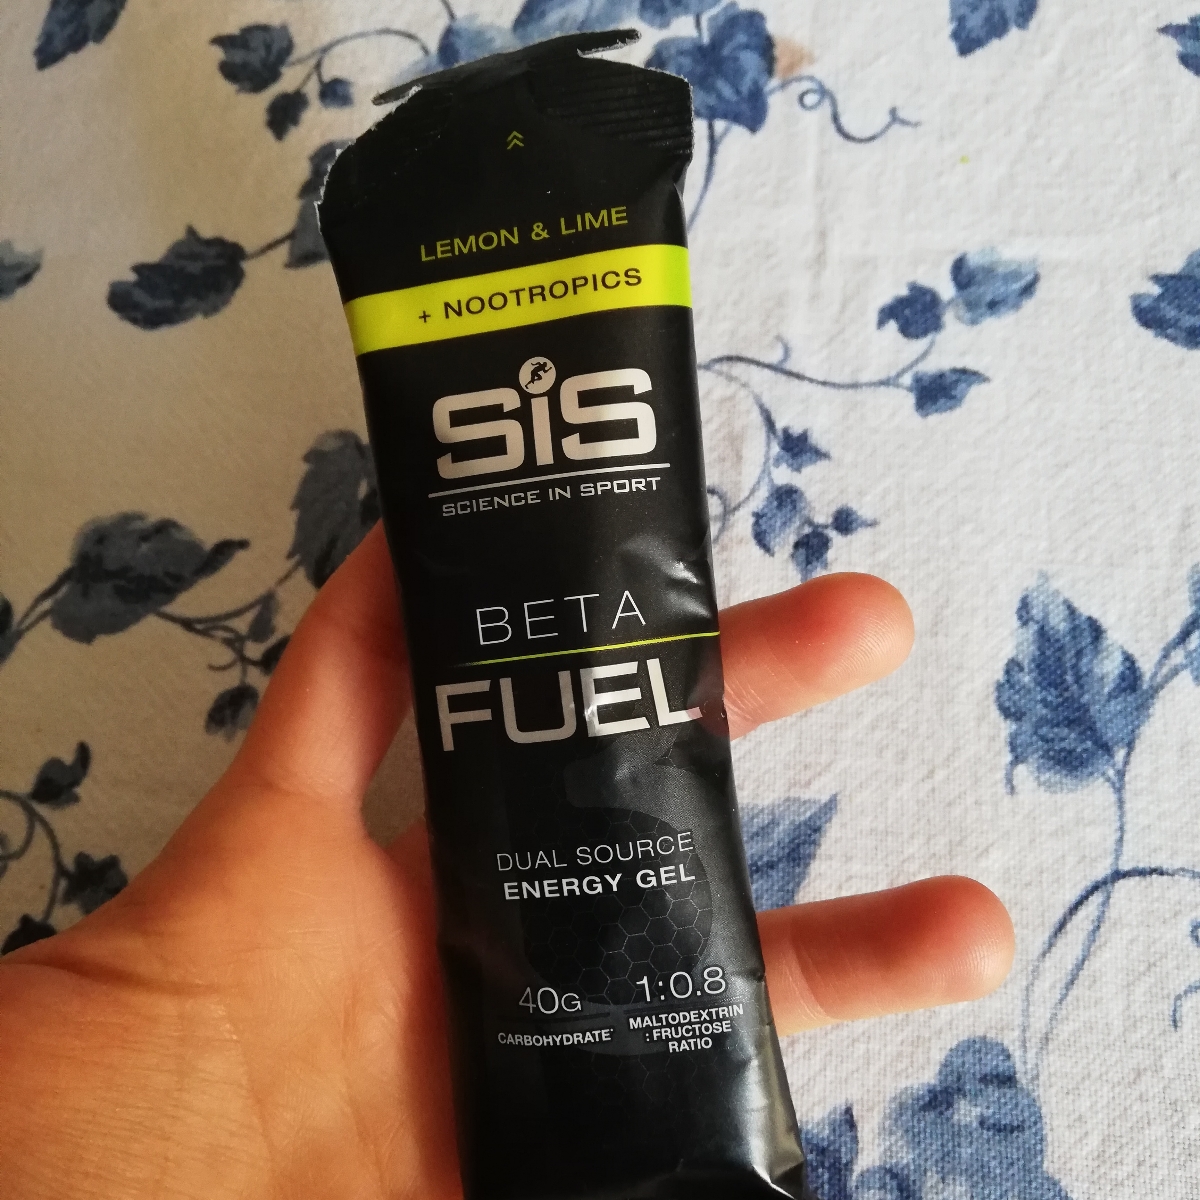 LEMON & LIME
+ NOOTROPICS
SiS
SCIENCE IN SPORT
BETA
FUEL
DUAL SOURCE
ENERGY GEL
40G
CARBOHYDRATE*
1:0.8
MALTODEXTRIN
: FRUCTOSE
RATIO